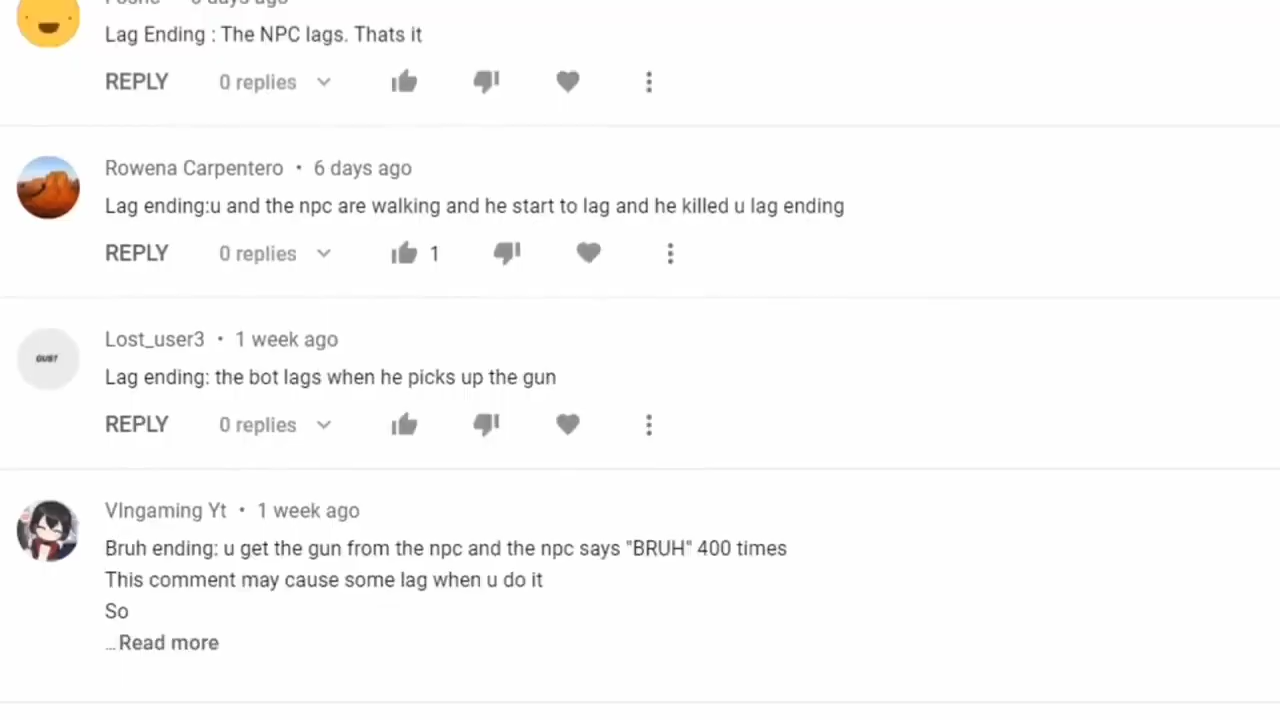 6 days ago
Lag Ending : The NPC lags. Thats it
REPLY 0 replies
Rowena Carpentero • 6 days ago
Lag ending:u and the npc are walking and he start to lag and he killed u lag ending
REPLY 0 replies 1
Lost_user3 • 1 week ago
Lag ending: the bot lags when he picks up the gun
REPLY 0 replies
VIngaming Yt • 1 week ago
Bruh ending: u get the gun from the npc and the npc says "BRUH" 400 times
This comment may cause some lag when u do it
So
...Read more